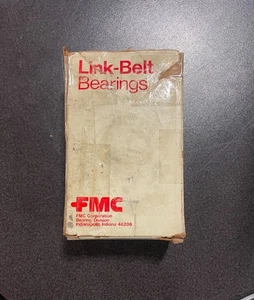 Link-Belt
Bearings
FMC
FMC Corporation
Bearing Division
Indianapolis Indiana 46206